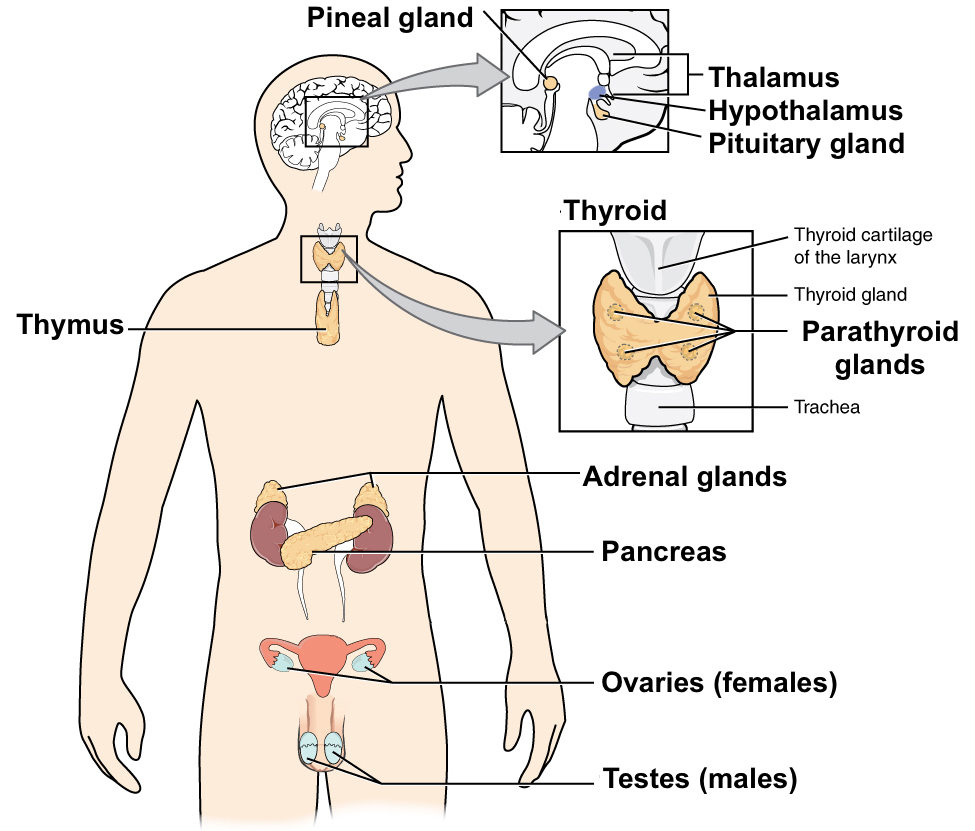 Pineal gland
Thalamus
Hypothalamus
Pituitary gland
Thyroid
Thyroid cartilage
of the larynx
Thyroid gland
Parathyroid
glands
Trachea
Thymus
Adrenal glands
Pancreas
Ovaries (females)
Testes (males)